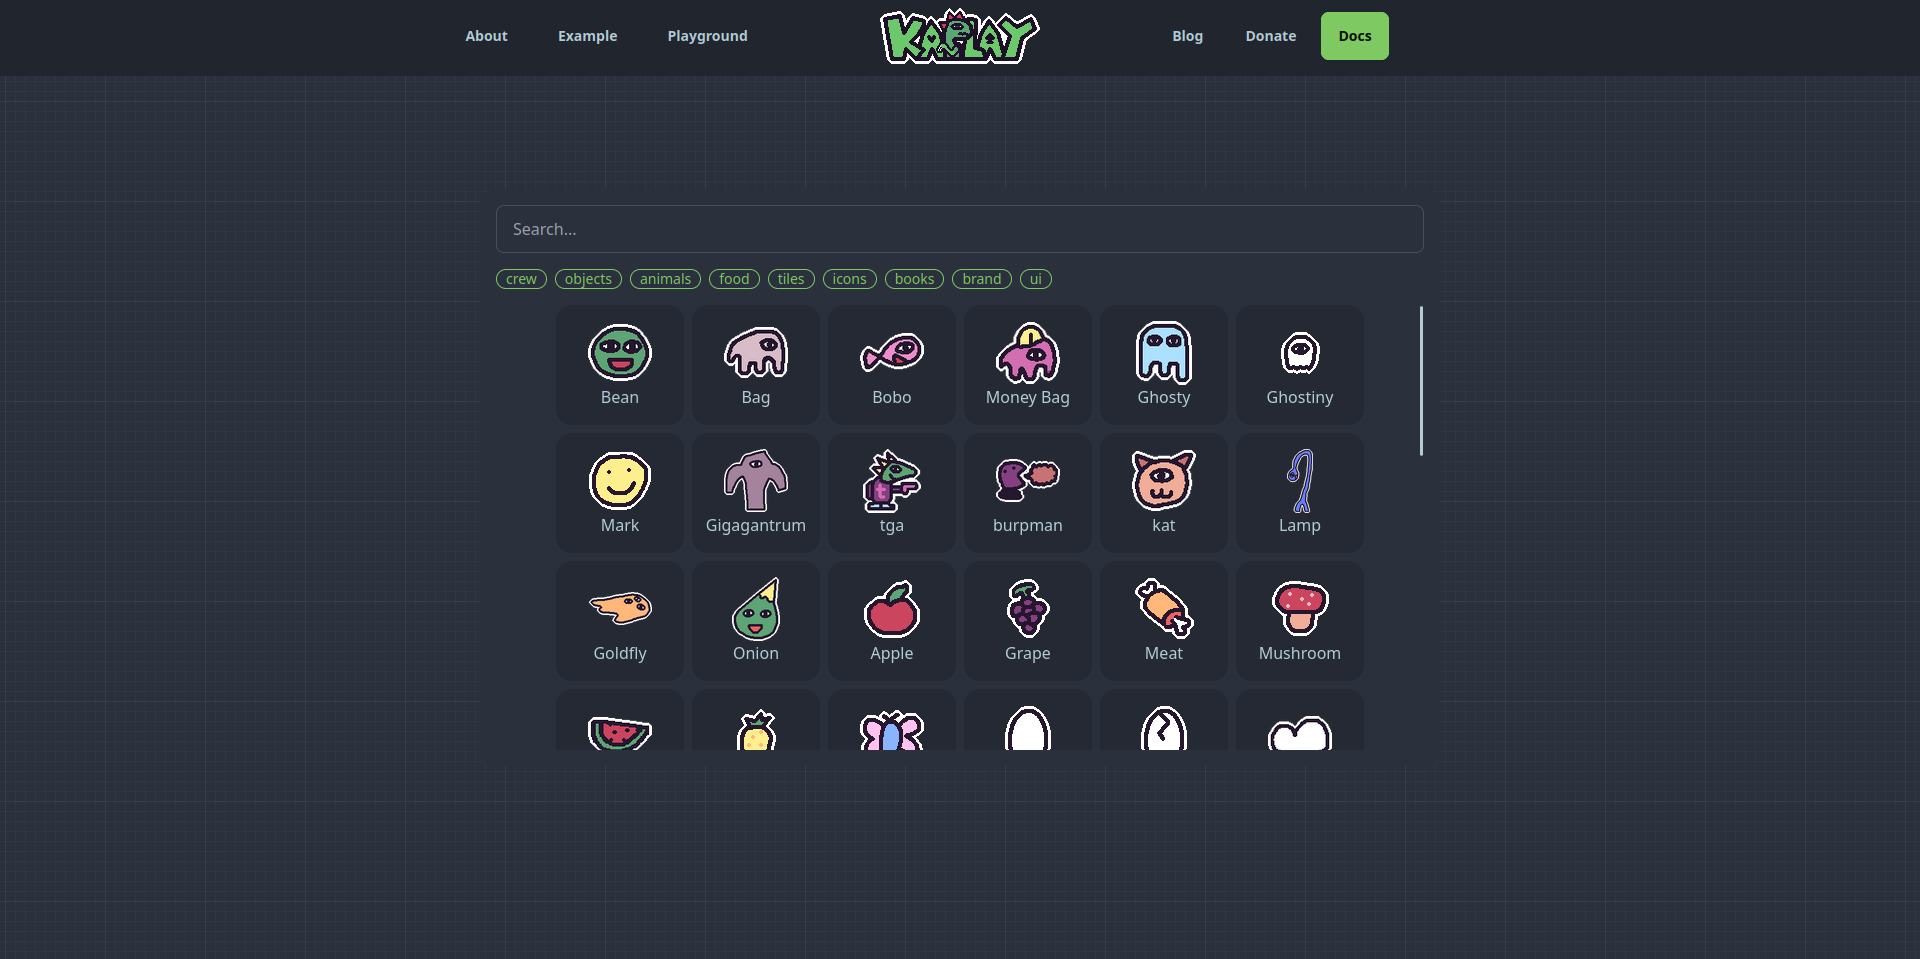 About Example Playground KAPLAY Blog Donate Docs
Search...
crew objects animals food tiles icons books brand ui
Bean Bag Bobo Money Bag Ghosty Ghostiny
t
Mark Gigagantrum tga burpman kat Lamp
Goldfly Onion Apple Grape Meat Mushroom